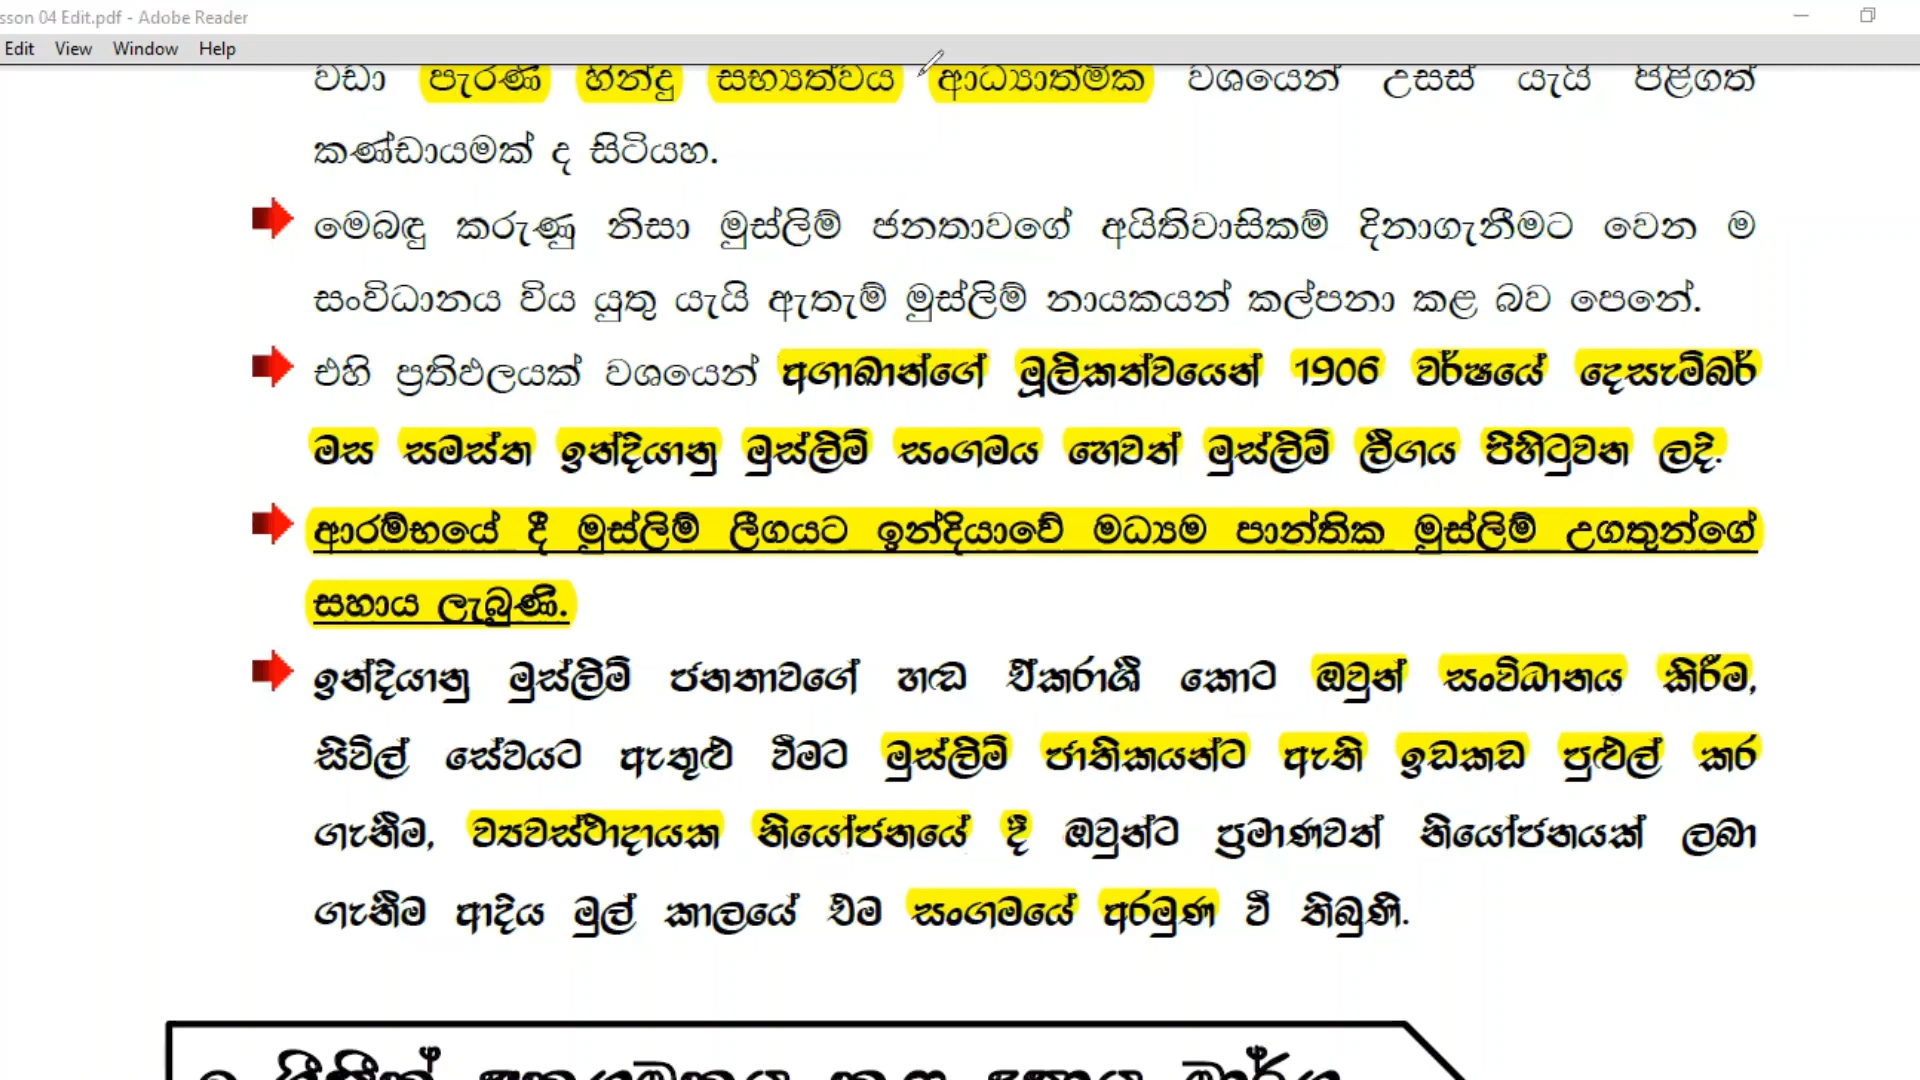 sson 04 Edit.pdf - Adobe Reader
Edit View Window Help
වඩා පැරණි හින්දු සභ්‍යත්වය ආධ්‍යාත්මික වශයෙන් උසස් යැයි පිළිගත්
කණ්ඩායමක් ද සිටියහ.
මෙබඳු කරුණු නිසා මුස්ලිම් ජනතාවගේ අයිතිවාසිකම් දිනාගැනීමට වෙන ම
සංවිධානය විය යුතු යැයි ඇතැම් මුස්ලිම් නායකයන් කල්පනා කළ බව පෙනේ.
එහි ප්‍රතිඵලයක් වශයෙන් අගාඛාන්ගේ මූලිකත්වයෙන් 1906 වර්ෂයේ දෙසැම්බර්
මස සමස්ත ඉන්දියානු මුස්ලිම් සංගමය හෙවත් මුස්ලිම් ලීගය පිහිටුවන ලදි.
ආරම්භයේ දී මුස්ලිම් ලීගයට ඉන්දියාවේ මධ්‍යම පාන්තික මුස්ලිම් උගතුන්ගේ
සහාය ලැබුණි.
ඉන්දියානු මුස්ලිම් ජනතාවගේ හඬ ඒකරාශී කොට ඔවුන් සංවිධානය කිරීම,
සිවිල් සේවයට ඇතුළු වීමට මුස්ලිම් ජාතිකයන්ට ඇති ඉඩකඩ පුළුල් කර
ගැනීම, ව්‍යවස්ථාදායක නියෝජනයේ දී ඔවුන්ට ප්‍රමාණවත් නියෝජනයක් ලබා
ගැනීම ආදිය මුල් කාලයේ එම සංගමයේ අරමුණ වී තිබුණි.